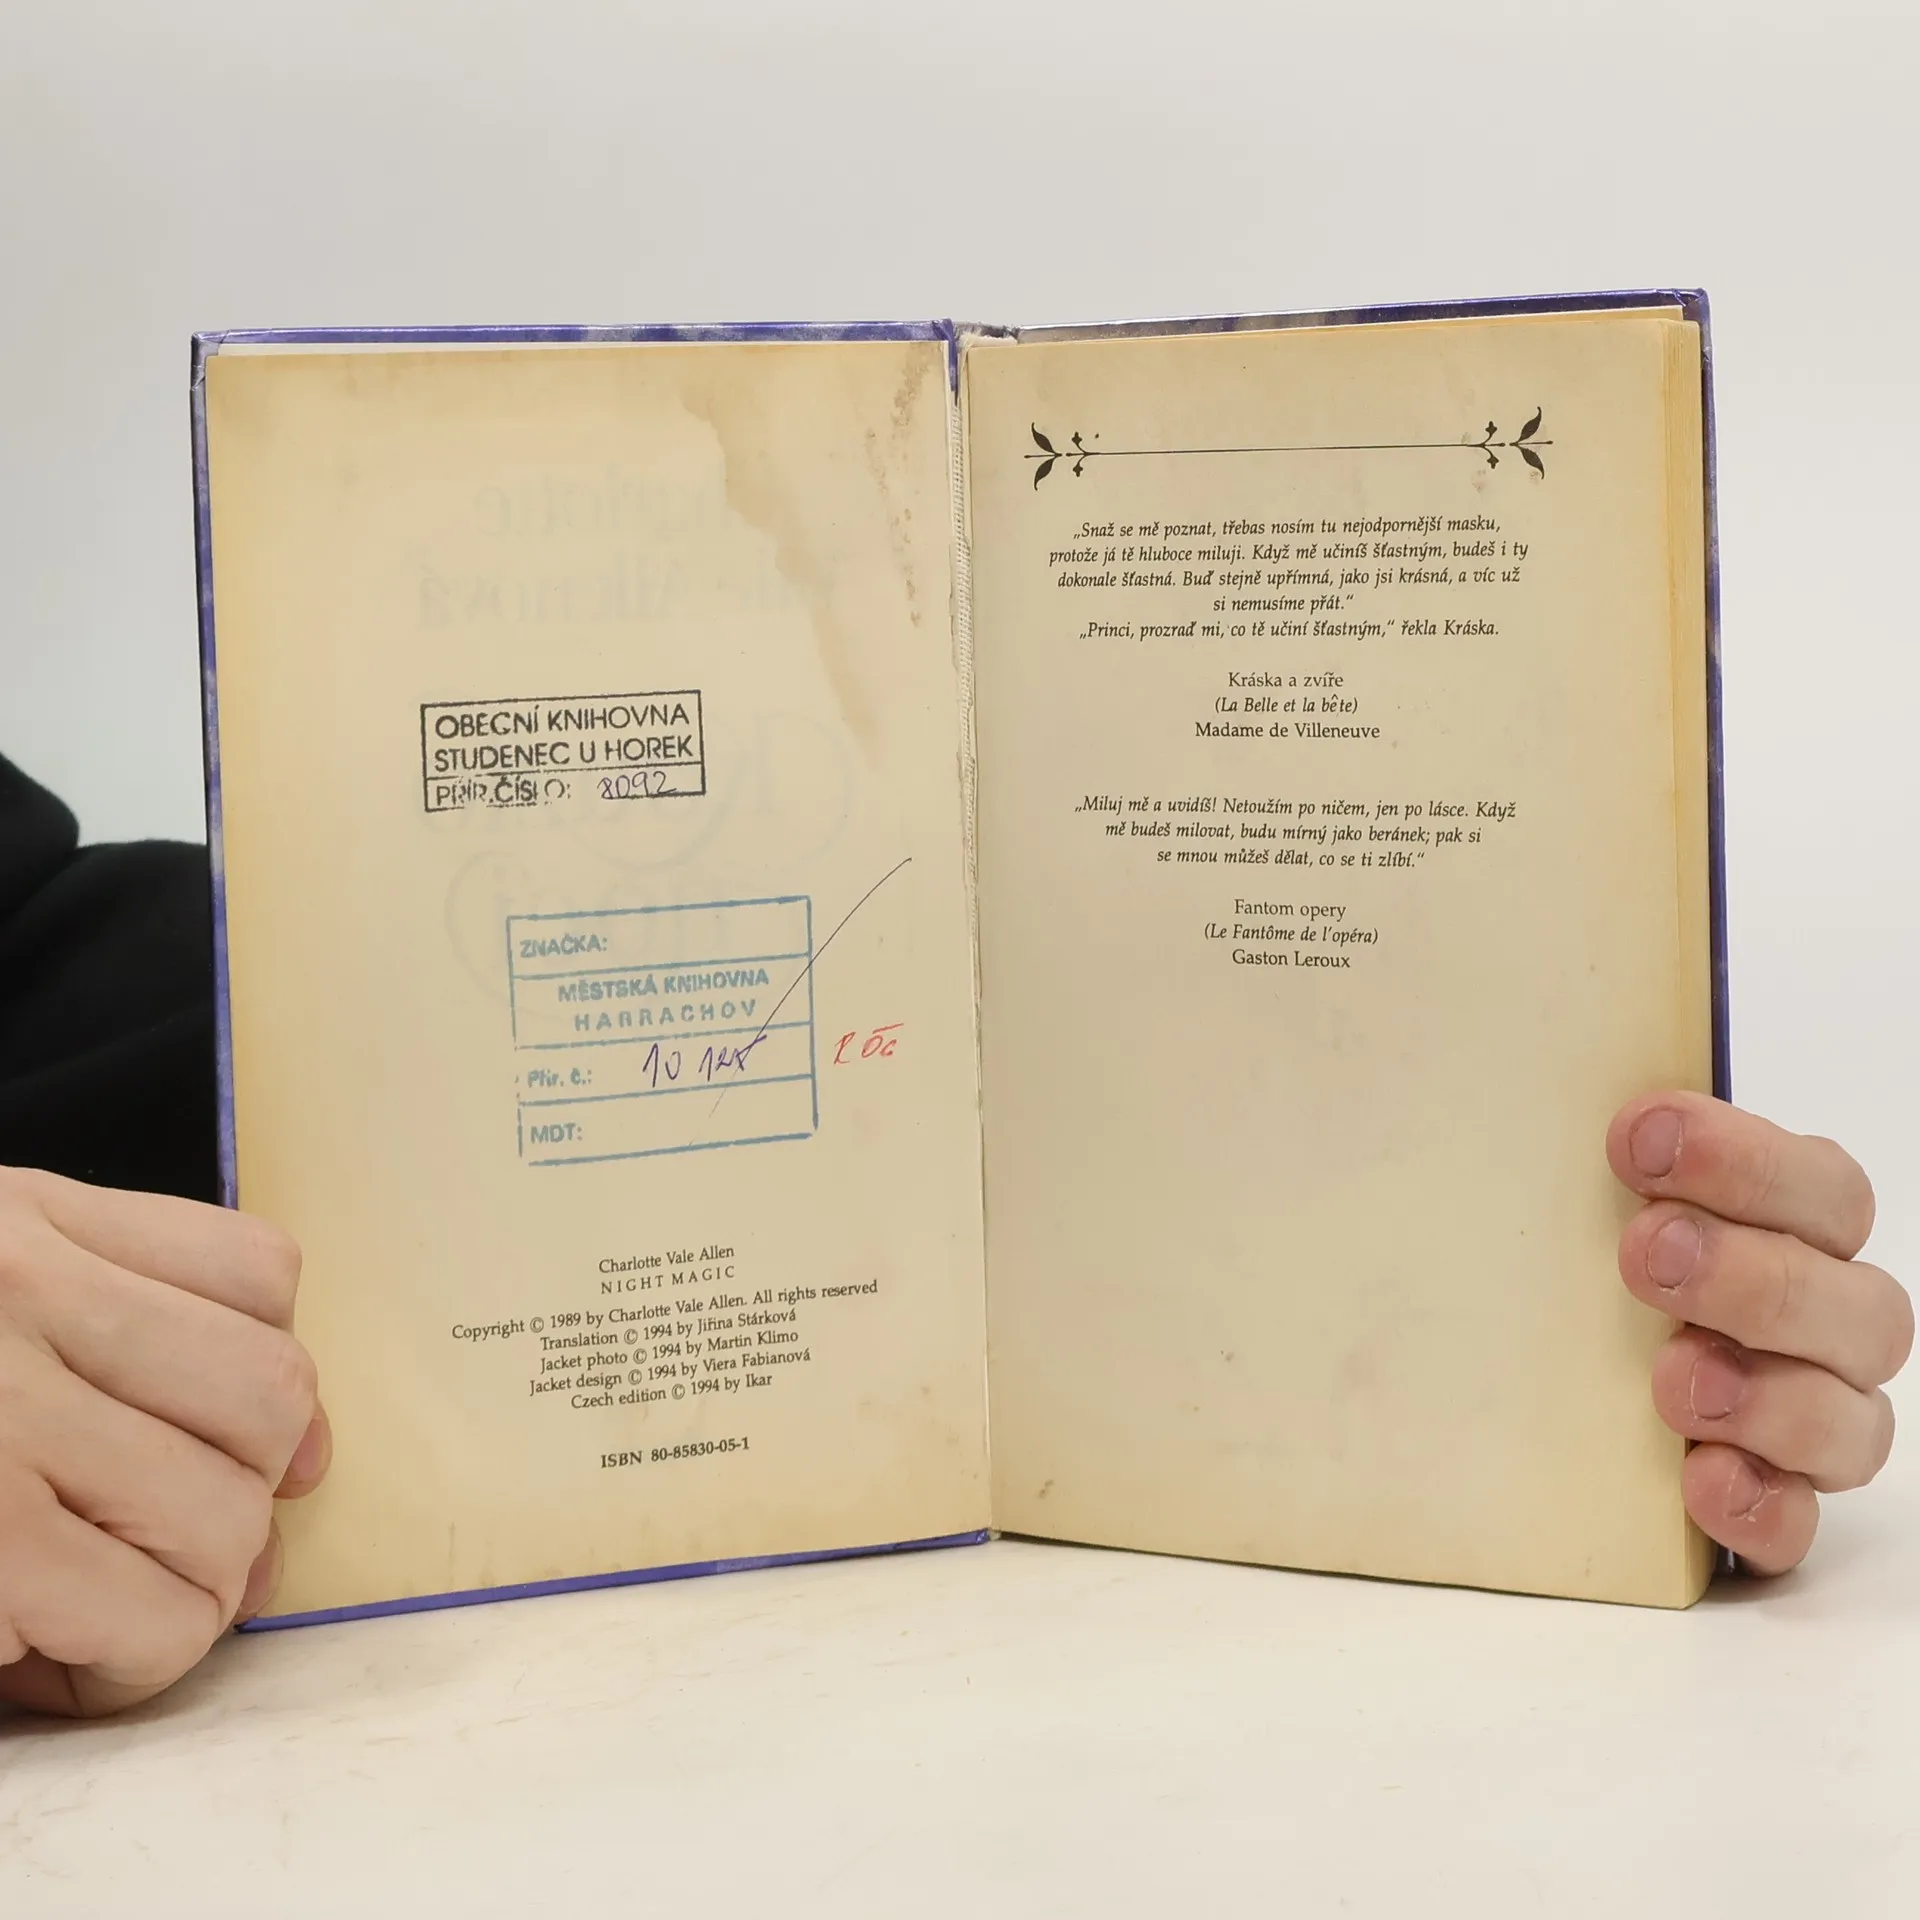 OBECNÍ KNIHOVNA
STUDENEC U HOREK
PŘÍR.ČÍSLO: 8092
ZNAČKA:
MĚSTSKÁ KNIHOVNA
HARRACHOV
Přír. č.: 10 127
MDT:
Charlotte Vale Allen
NIGHT MAGIC
Copyright © 1989 by Charlotte Vale Allen. All rights reserved
Translation © 1994 by Jiřina Stárková
Jacket photo © 1994 by Martin Klimo
Jacket design © 1994 by Viera Fabianová
Czech edition © 1994 by Ikar
ISBN 80-85830-05-1
„Snaž se mě poznat, třebas nosím tu nejodpornější masku,
protože já tě hluboce miluji. Když mě učiníš šťastným, budeš i ty
dokonale šťastná. Buď stejně upřímná, jako jsi krásná, a víc už
si nemusíme přát.“
„Princi, prozraď mi, co tě učiní šťastným,“ řekla Kráska.
Kráska a zvíře
(La Belle et la bête)
Madame de Villeneuve
„Miluj mě a uvidíš! Netoužím po ničem, jen po lásce. Když
mě budeš milovat, budu mírný jako beránek; pak si
se mnou můžeš dělat, co se ti zlíbí.“
Fantom opery
(Le Fantôme de l'opéra)
Gaston Leroux